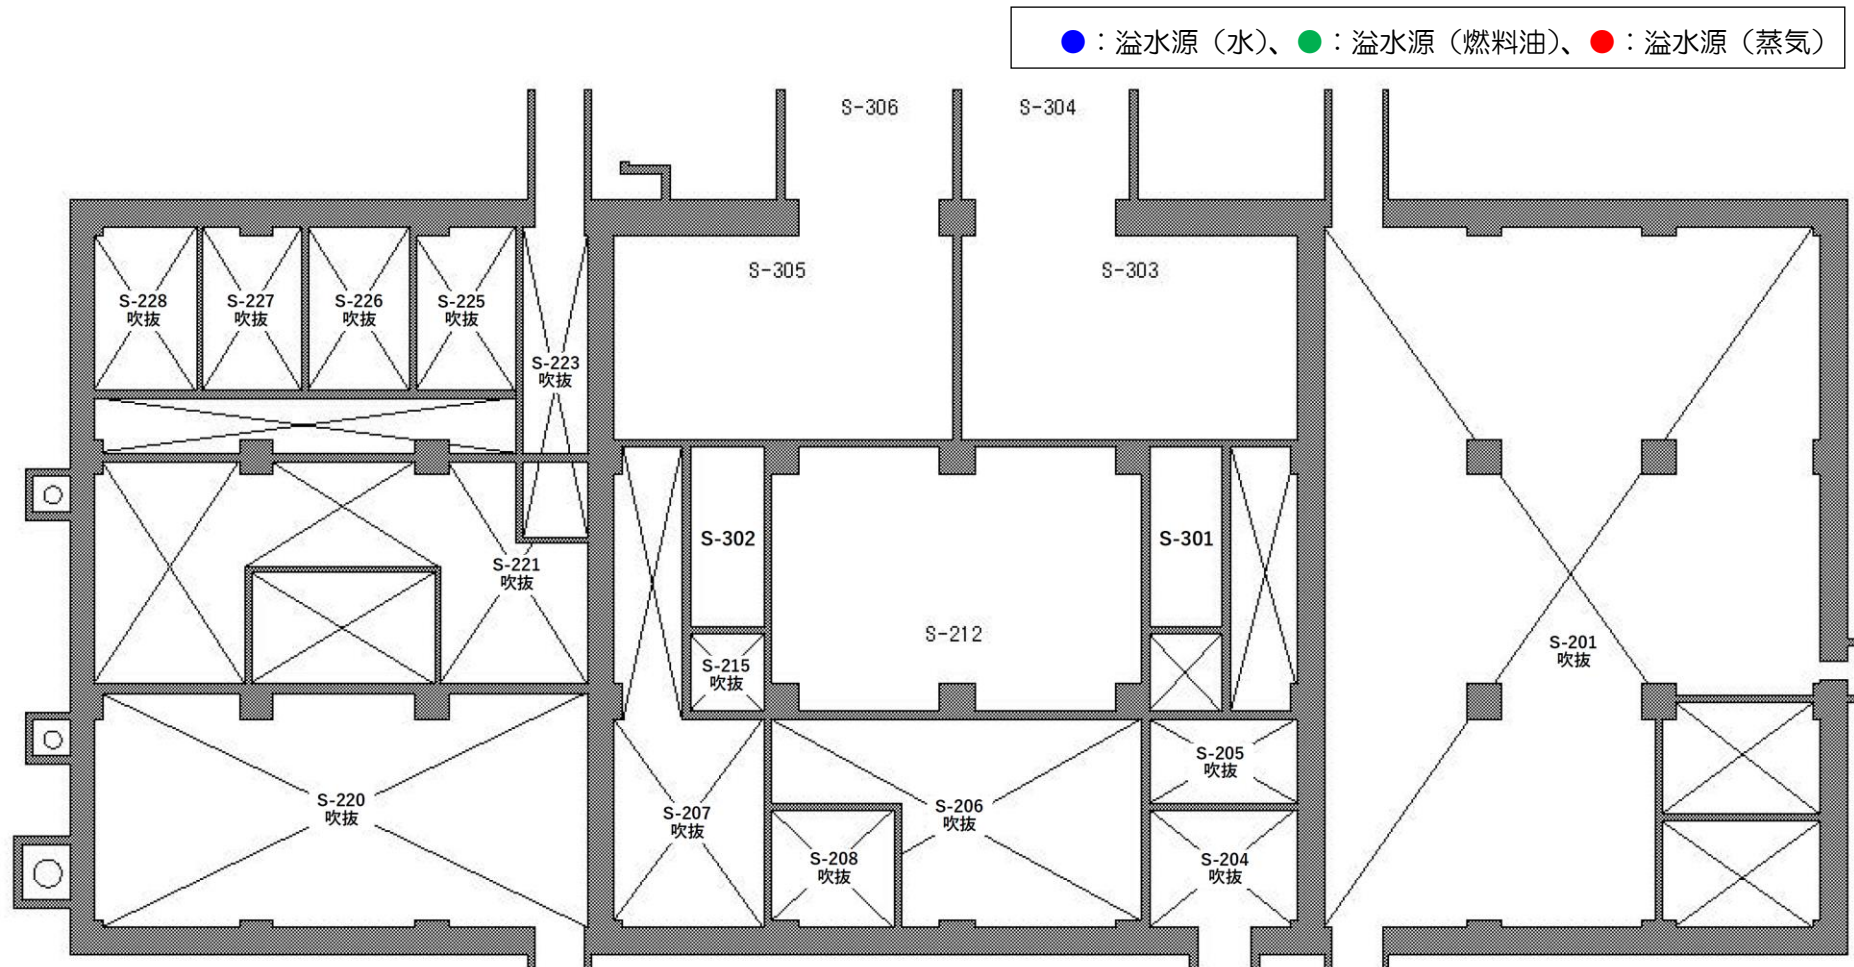 ●：溢水源（水）、●：溢水源（燃料油）、●：溢水源（蒸気）
S-306
S-304
S-305
S-303
S-228
吹抜
S-227
吹抜
S-226
吹抜
S-225
吹抜
S-223
吹抜
S-302
S-301
S-221
吹抜
S-212
S-215
吹抜
S-201
吹抜
S-205
吹抜
S-220
吹抜
S-207
吹抜
S-206
吹抜
S-208
吹抜
S-204
吹抜